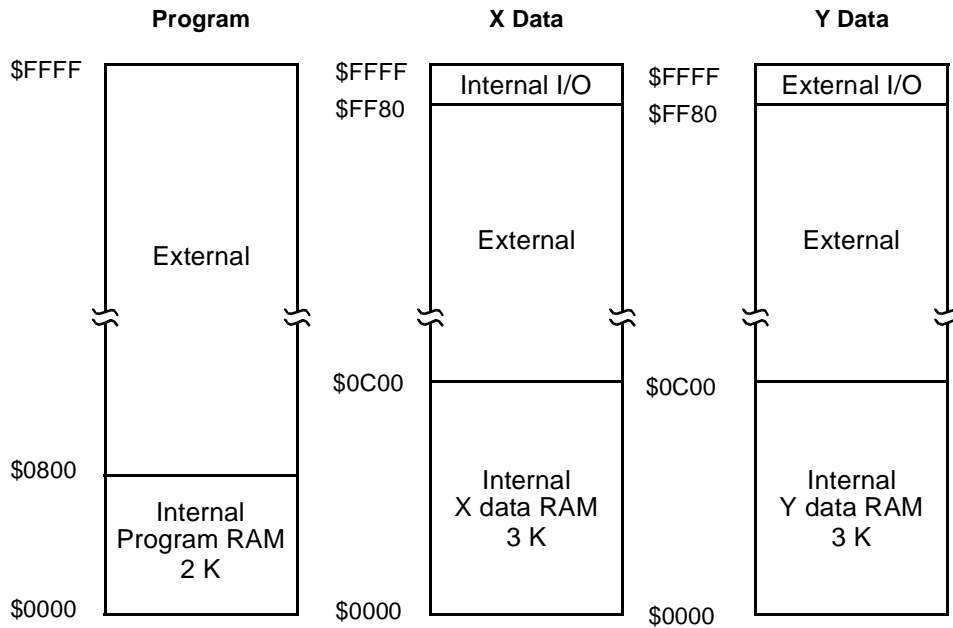 Program
X Data
Y Data
$FFFF
$FFFF
Internal I/O
$FF80
$FFFF
External I/O
$FF80
External
External
External
$0C00
$0C00
$0800
Internal
Program RAM
2 K
Internal
X data RAM
3 K
Internal
Y data RAM
3 K
$0000
$0000
$0000